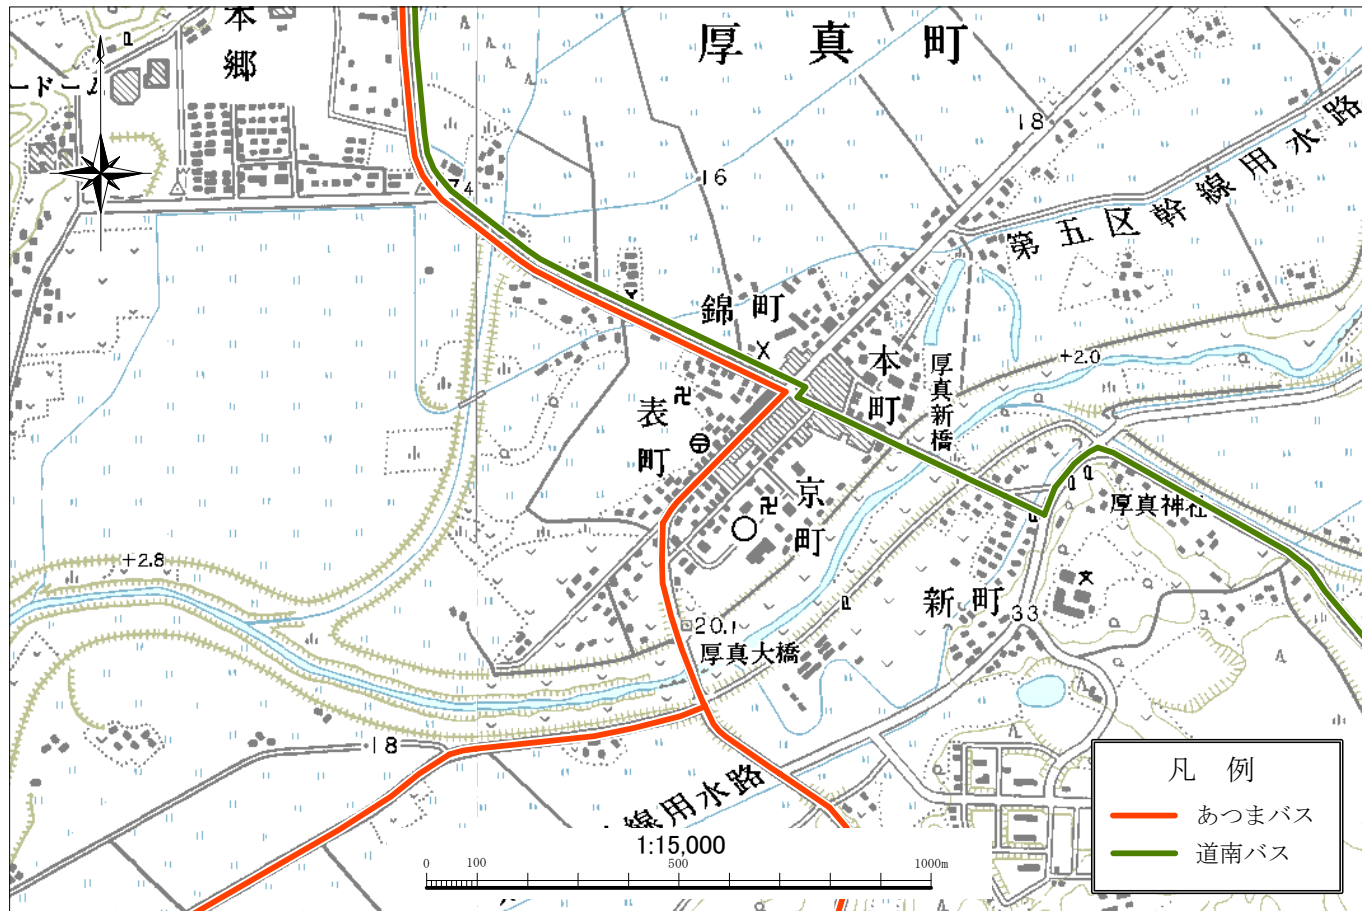 厚真町
本郷
ードーム
74
16
18
第五区幹線用水路
錦町
本町
厚真新橋
+2.0
表町
京町
厚真神社
新町
33
+2.8
20.1
厚真大橋
18
線用水路
1:15,000
0 100 500 1000m
凡 例
あつまバス
道南バス